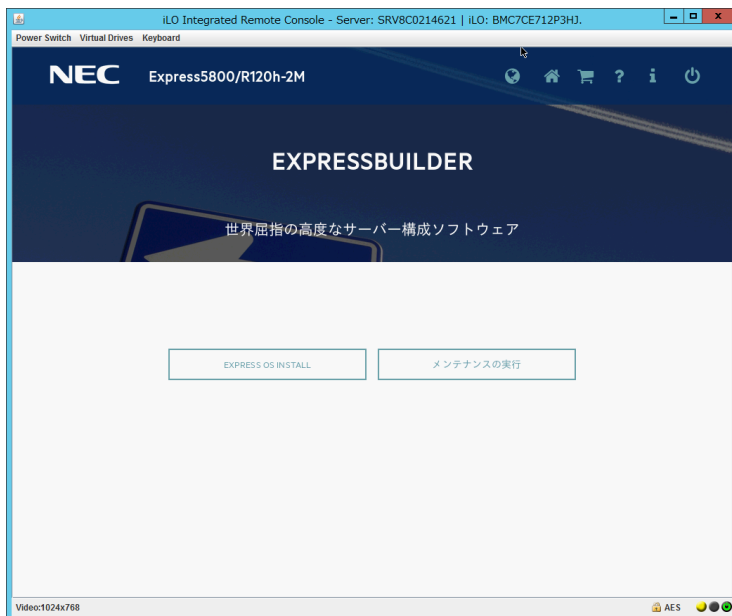 iLO Integrated Remote Console - Server: SRV8C0214621 | iLO: BMC7CE712P3HJ.
Power Switch Virtual Drives Keyboard
NEC Express5800/R120h-2M
EXPRESSBUILDER
世界屈指の高度なサーバー構成ソフトウェア
EXPRESS OS INSTALL メンテナンスの実行
Video:1024x768 AES